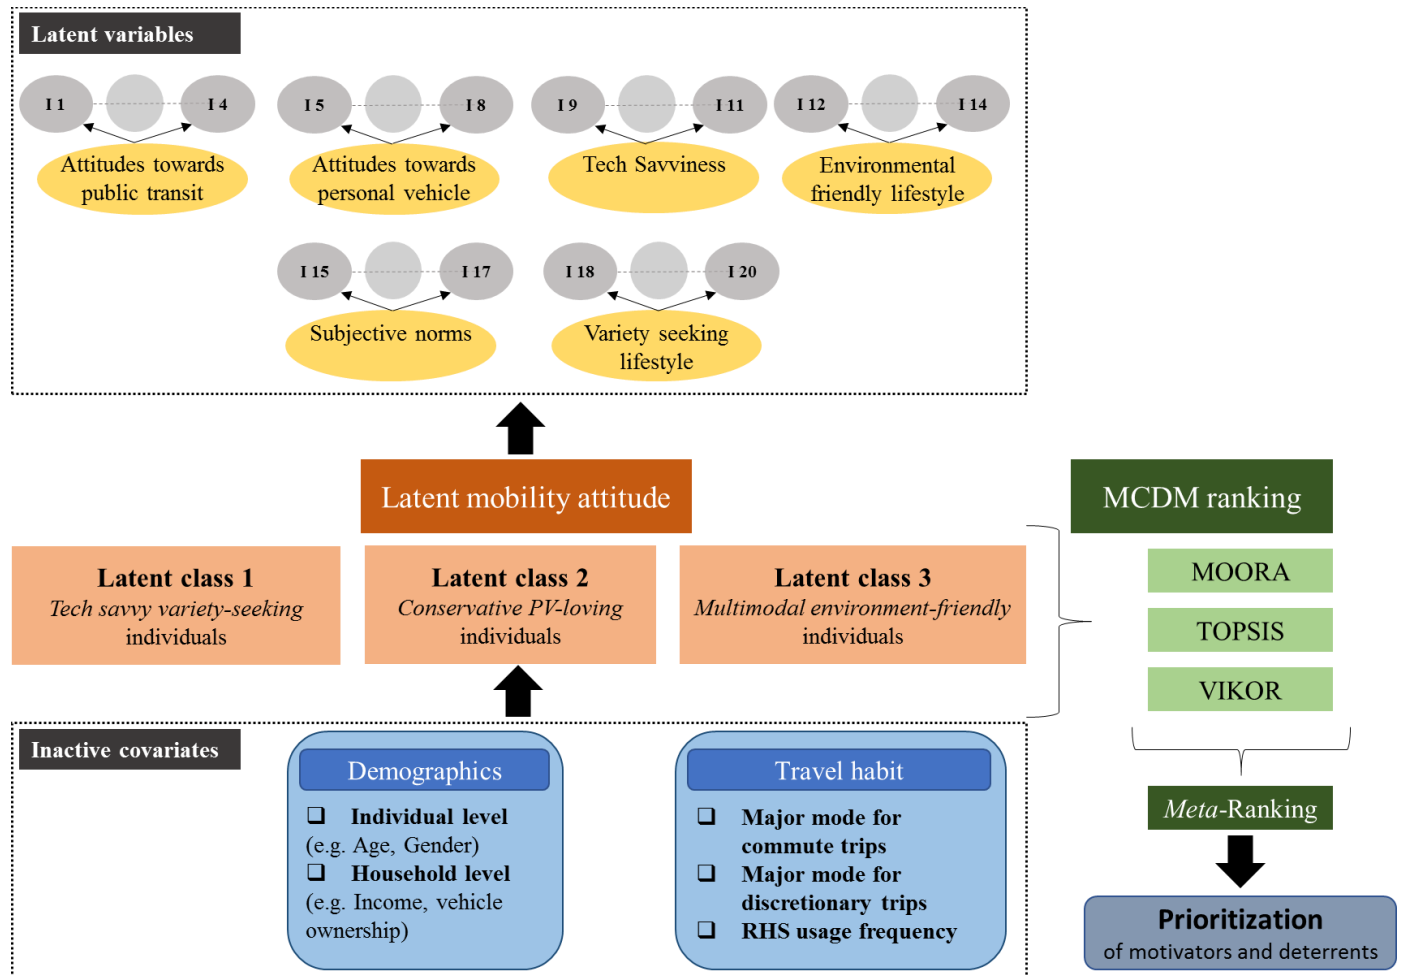 Latent variables
I 1
I 4
I 5
I 8
I 9
I 11
I 12
I 14
Attitudes towards
public transit
Attitudes towards
personal vehicle
Tech Savviness
Environmental
friendly lifestyle
I 15
I 17
I 18
I 20
Subjective norms
Variety seeking
lifestyle
Latent mobility attitude
Latent class 1
Tech savvy variety-seeking
individuals
Latent class 2
Conservative PV-loving
individuals
Latent class 3
Multimodal environment-friendly
individuals
MCDM ranking
MOORA
TOPSIS
VIKOR
Meta-Ranking
Prioritization
of motivators and deterrents
Inactive covariates
Demographics
❑ Individual level
(e.g. Age, Gender)
❑ Household level
(e.g. Income, vehicle
ownership)
Travel habit
❑ Major mode for
commute trips
❑ Major mode for
discretionary trips
❑ RHS usage frequency